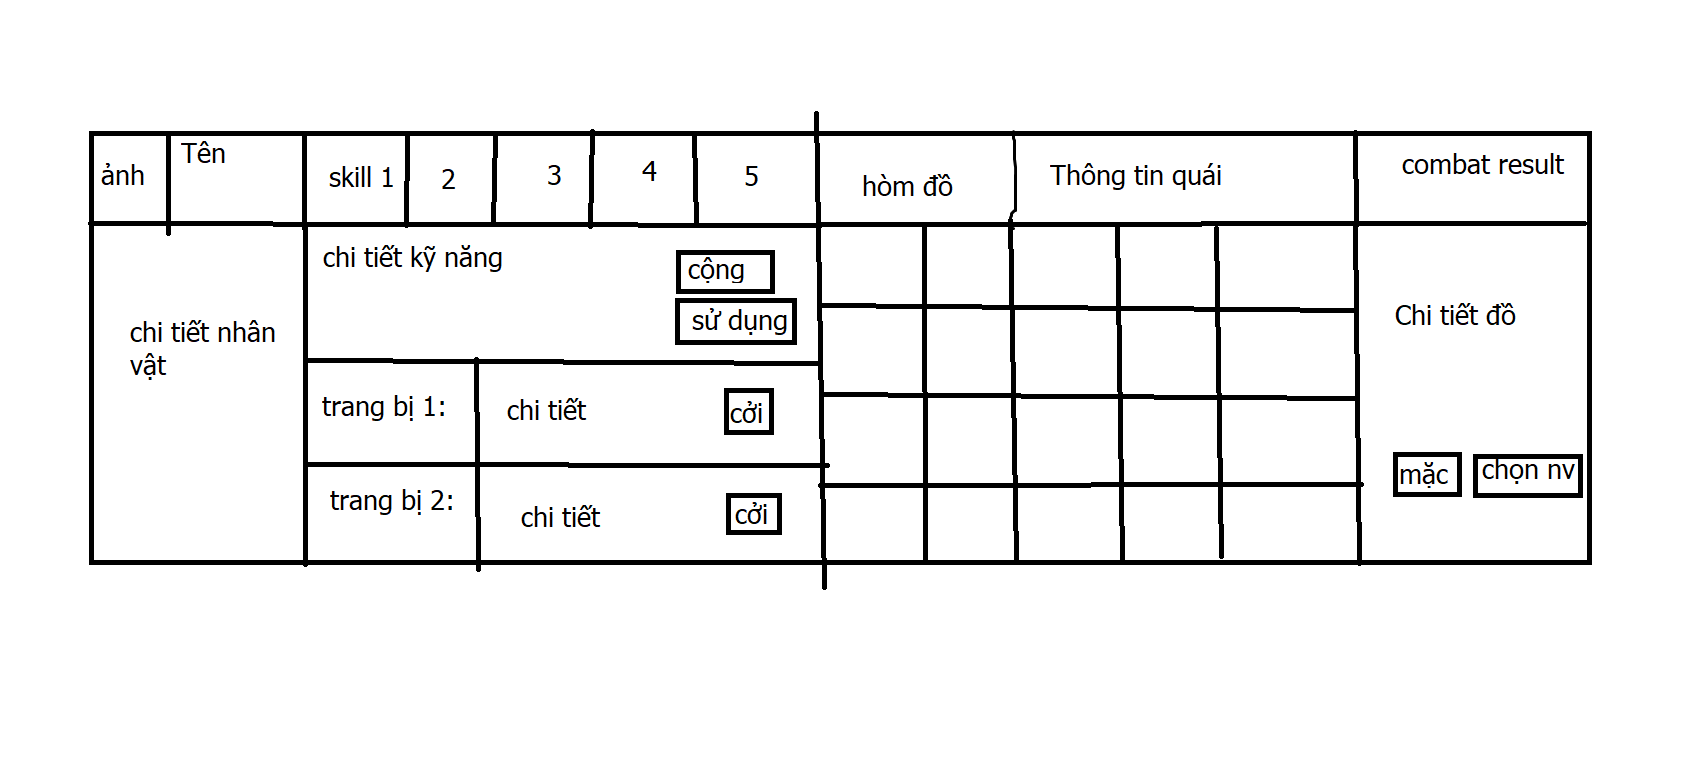 ảnh
Tên
skill 1
2
3
4
5
hòm đồ
Thông tin quái
combat result
chi tiết nhân
vật
chi tiết kỹ năng
cộng
sử dụng
trang bị 1:
chi tiết
cởi
trang bị 2:
chi tiết
cởi
Chi tiết đồ
mặc
chọn nv